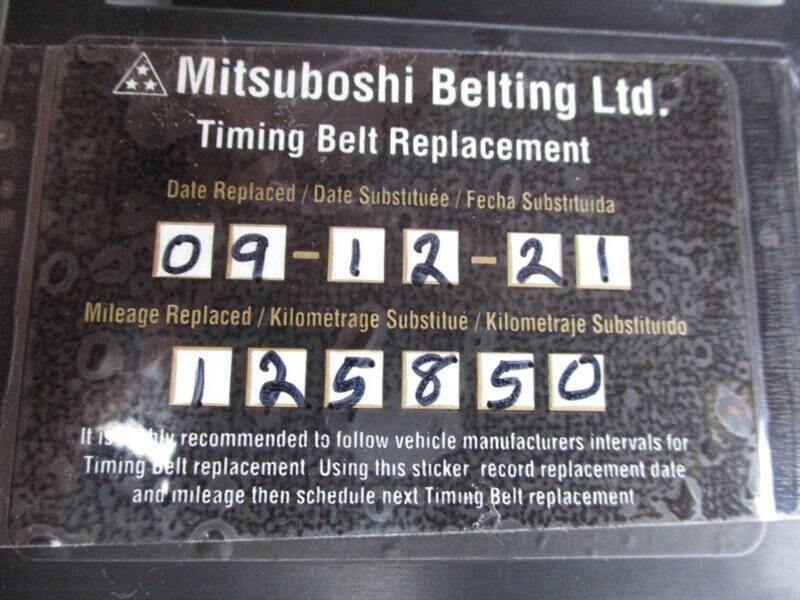 Mitsuboshi Belting Ltd.
Timing Belt Replacement
Date Replaced / Date Substituée / Fecha Substituida
09-12-21
Mileage Replaced / Kilométrage Substitué / Kilometraje Substituido
125850
It is recommended to follow vehicle manufacturers intervals for
Timing Belt replacement. Using this sticker record replacement date
and mileage then schedule next Timing Belt replacement